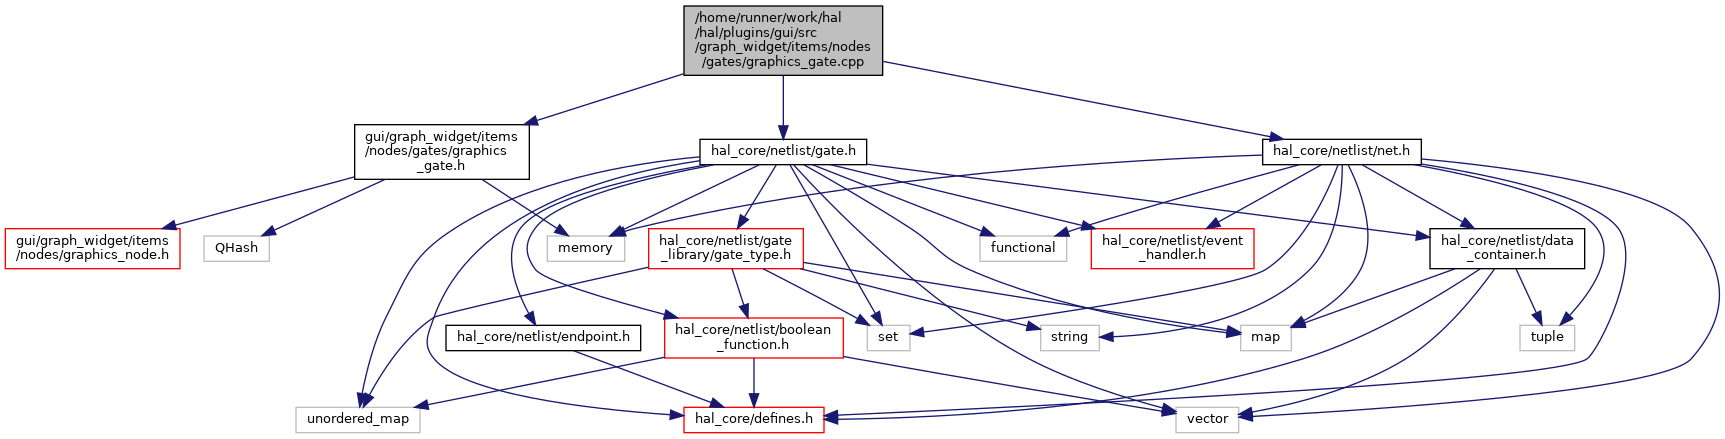 /home/runner/work/hal
/hal/plugins/gui/src
/graph_widget/items/nodes
/gates/graphics_gate.cpp
gui/graph_widget/items
/nodes/gates/graphics
_gate.h
hal_core/netlist/gate.h
hal_core/netlist/net.h
gui/graph_widget/items
/nodes/graphics_node.h
QHash
memory
hal_core/netlist/gate
_library/gate_type.h
functional
hal_core/netlist/event
_handler.h
hal_core/netlist/data
_container.h
hal_core/netlist/endpoint.h
hal_core/netlist/boolean
_function.h
set
string
map
tuple
unordered_map
hal_core/defines.h
vector